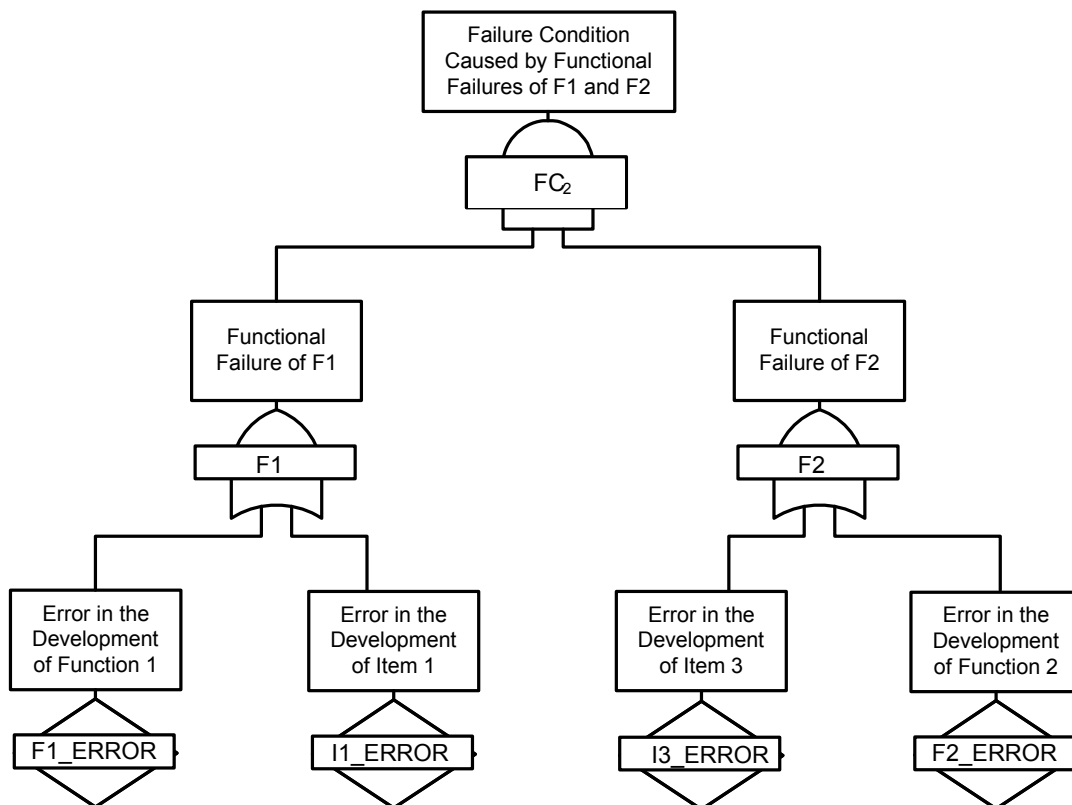 Failure Condition
Caused by Functional
Failures of F1 and F2
FC₂
Functional
Failure of F1
Functional
Failure of F2
F1
F2
Error in the
Development
of Function 1
Error in the
Development
of Item 1
Error in the
Development
of Item 3
Error in the
Development
of Function 2
F1_ERROR
I1_ERROR
I3_ERROR
F2_ERROR